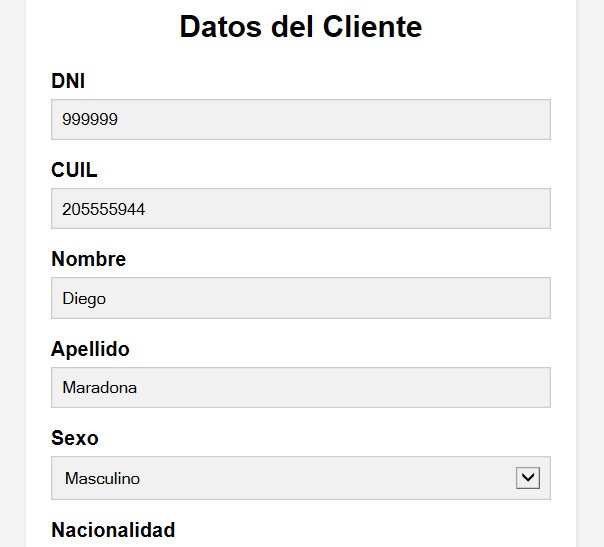 Datos del Cliente
DNI
999999
CUIL
205555944
Nombre
Diego
Apellido
Maradona
Sexo
Masculino
Nacionalidad